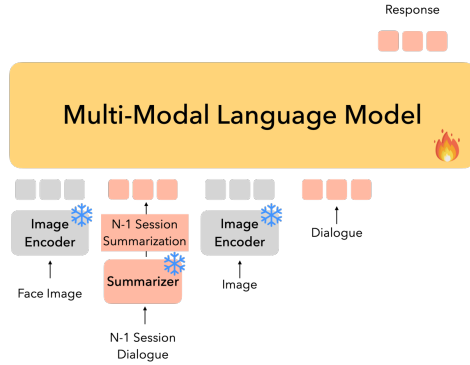 Response
Multi-Modal Language Model
Image
Encoder
N-1 Session
Summarization
Image
Encoder
Dialogue
Face Image
Summarizer
Image
N-1 Session
Dialogue